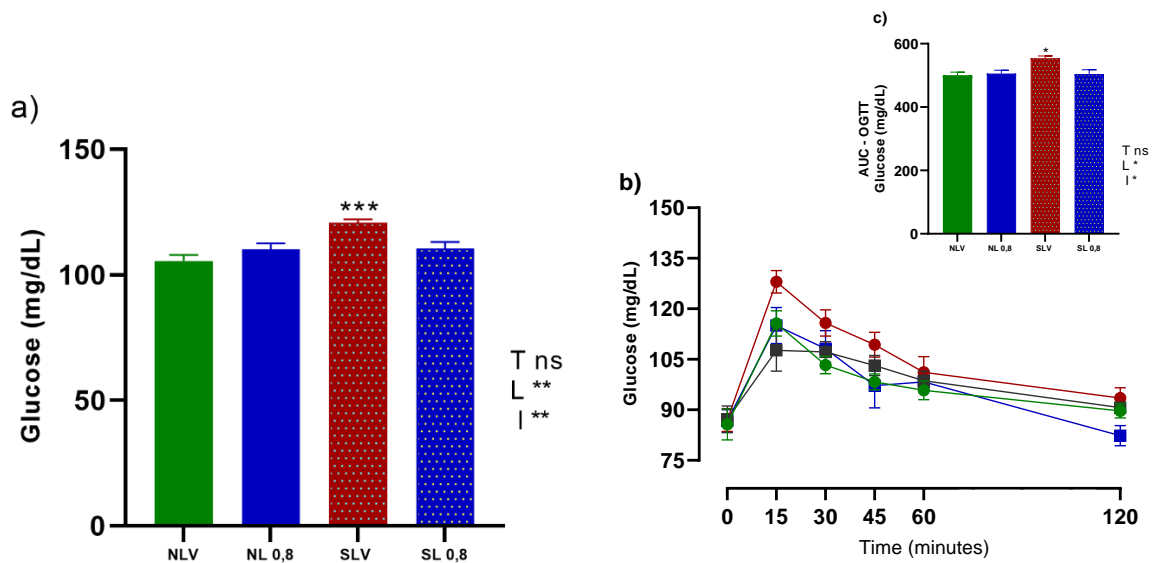 a)
Glucose (mg/dL)
150
100
50
0
NLV NL 0,8 SLV SL 0,8
***
T ns
L **
I **
b)
Glucose (mg/dL)
150
135
120
105
90
75
0 15 30 45 60 120
Time (minutes)
c)
AUC - OGTT
Glucose (mg/dL)
600
400
200
0
NLV NL 0,8 SLV SL 0,8
*
T ns
L *
I *